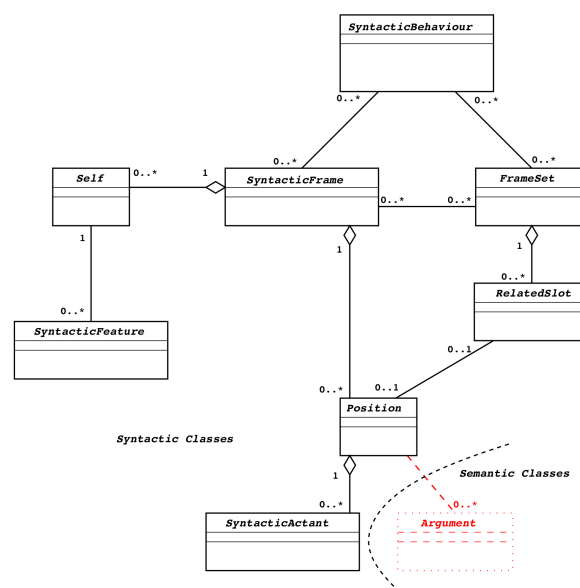 SyntacticBehaviour
0..*
0..*
0..*
0..*
Self
0..*
1
SyntacticFrame
FrameSet
0..*
0..*
1
1
1
0..*
RelatedSlot
0..*
SyntacticFeature
0..1
0..*
0..1
Position
Syntactic Classes
Semantic Classes
1
0..*
0..*
SyntacticActant
Argument